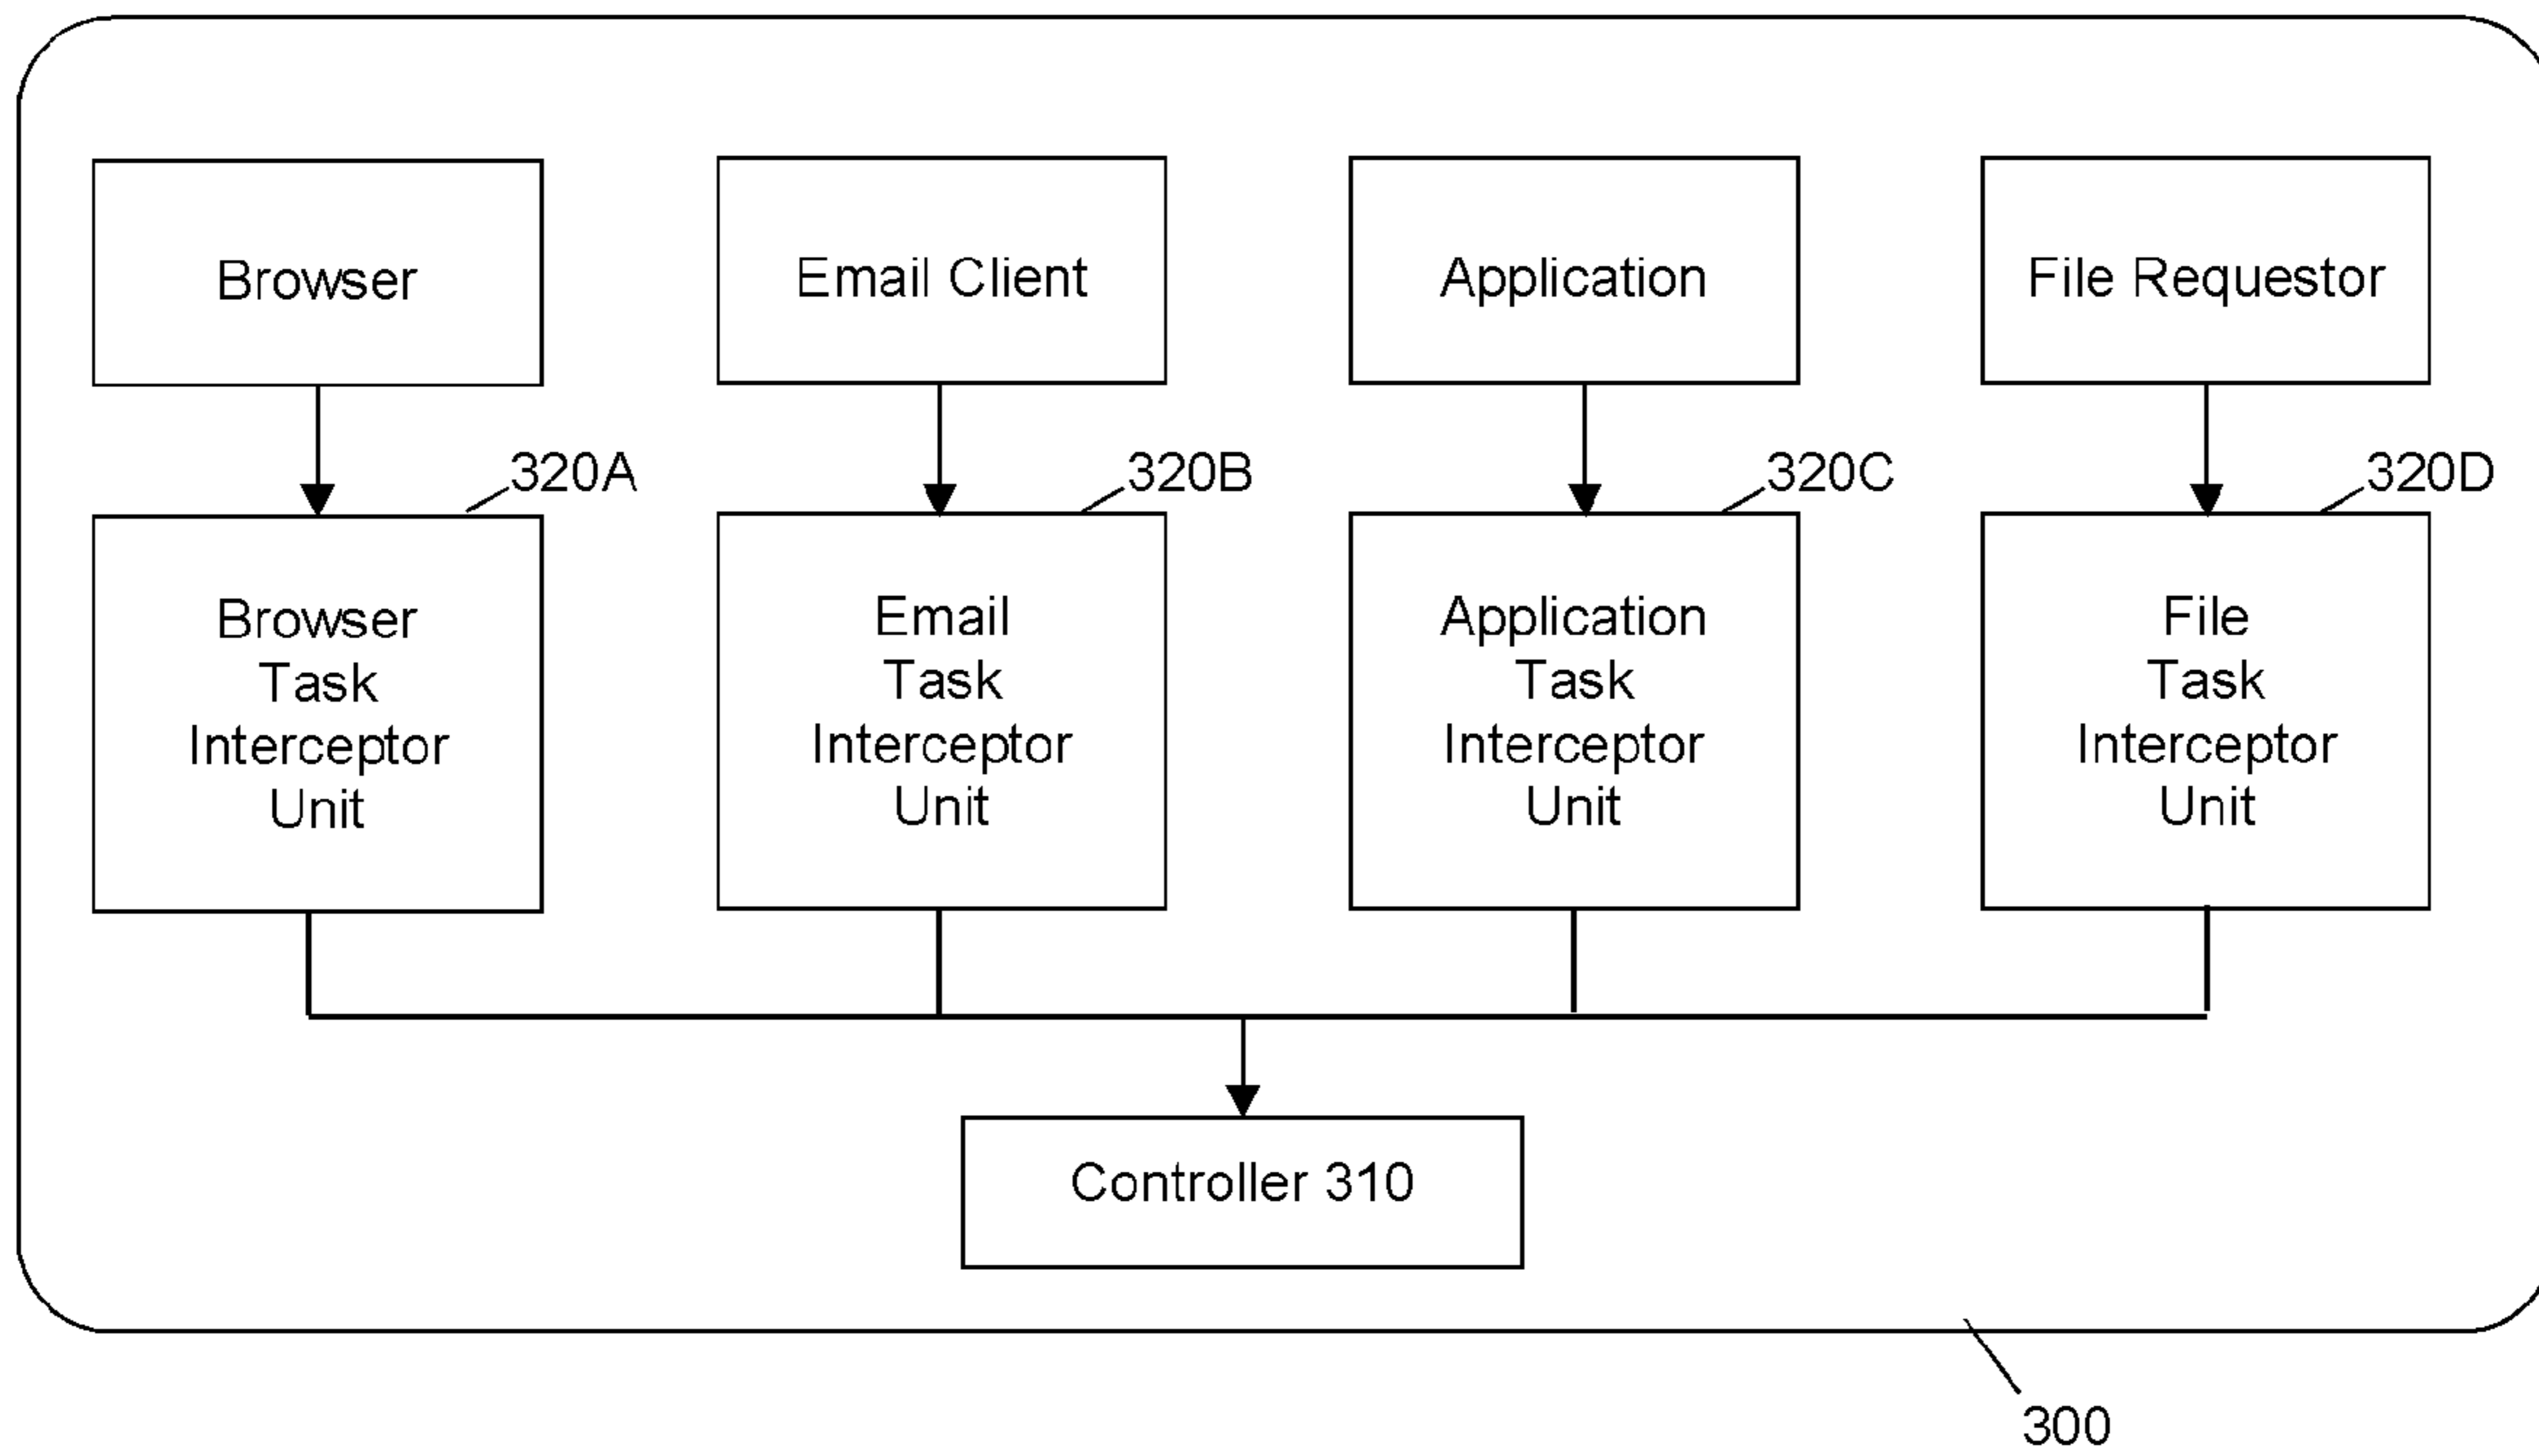 Browser
Email Client
Application
File Requestor
320A
320B
320C
320D
Browser
Task
Interceptor
Unit
Email
Task
Interceptor
Unit
Application
Task
Interceptor
Unit
File
Task
Interceptor
Unit
Controller 310
300